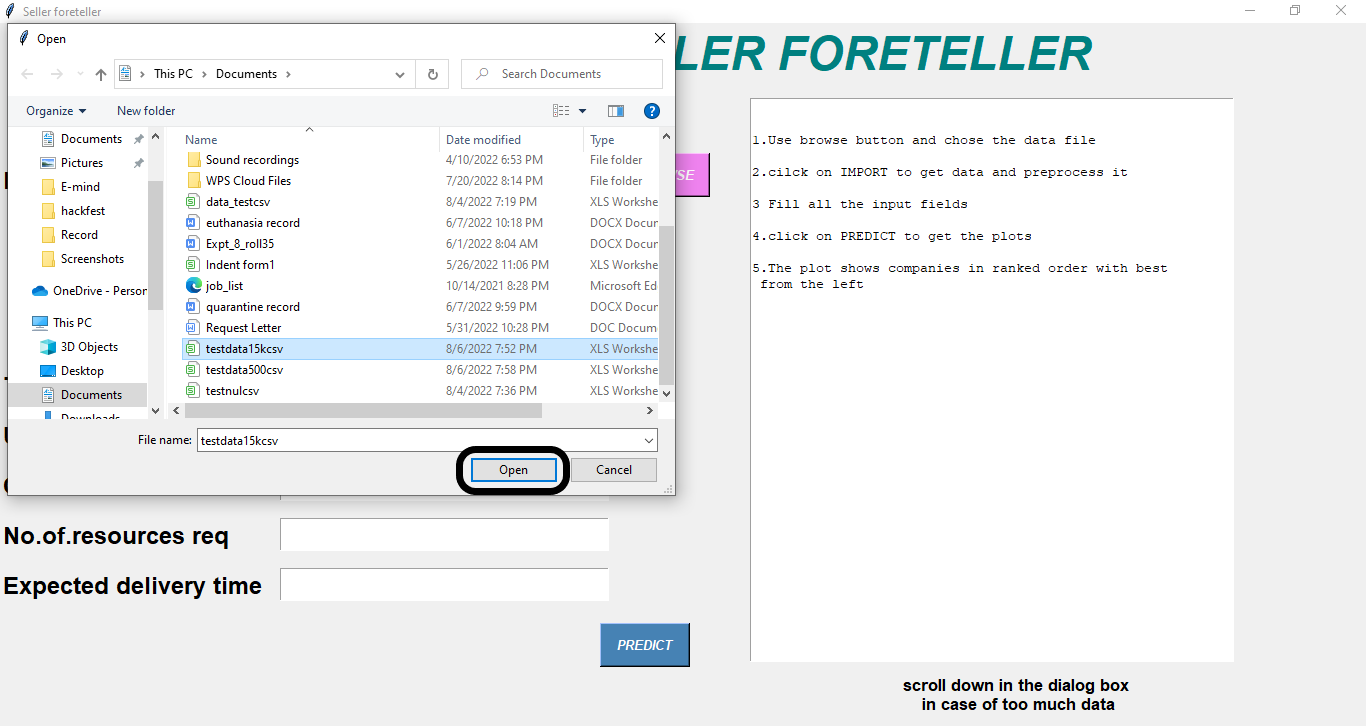 Seller foreteller
Open
LER FORETELLER
This PC > Documents >
Search Documents
Organize
New folder
Name
Date modified
Type
Documents
Pictures
E-mind
hackfest
Record
Screenshots
OneDrive - Person
This PC
3D Objects
Desktop
Documents
Downloads
Sound recordings 4/10/2022 6:53 PM File folder
WPS Cloud Files 7/20/2022 8:14 PM File folder
data_testcsv 8/4/2022 7:19 PM XLS Workshe
euthanasia record 6/7/2022 10:18 PM DOCX Docur
Expt_8_roll35 6/1/2022 8:04 AM DOCX Docur
Indent form1 5/26/2022 11:06 PM XLS Workshe
job_list 10/14/2021 8:28 PM Microsoft Ed
quarantine record 6/7/2022 9:59 PM DOCX Docur
Request Letter 5/31/2022 10:28 PM DOC Docum
testdata15kcsv 8/6/2022 7:52 PM XLS Workshe
testdata500csv 8/6/2022 7:58 PM XLS Workshe
testnulcsv 8/4/2022 7:36 PM XLS Workshe
File name: testdata15kcsv
Open
Cancel
SE
No.of.resources req
Expected delivery time
PREDICT
1.Use browse button and chose the data file
2.cilck on IMPORT to get data and preprocess it
3 Fill all the input fields
4.click on PREDICT to get the plots
5.The plot shows companies in ranked order with best
from the left
scroll down in the dialog box
in case of too much data